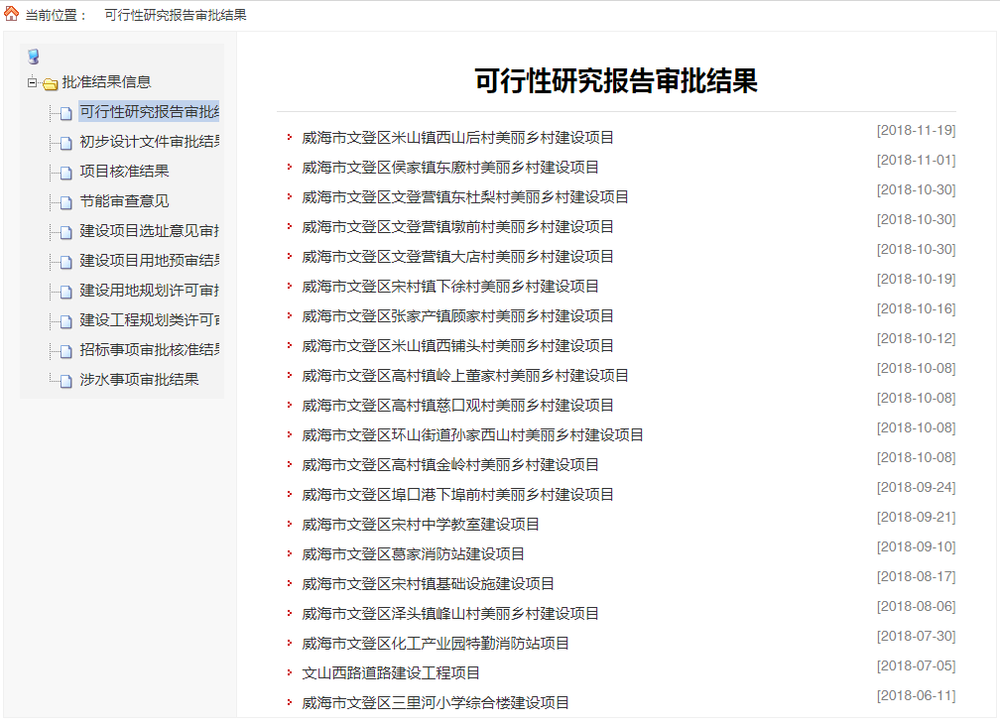 当前位置： 可行性研究报告审批结果
批准结果信息
可行性研究报告审批结
初步设计文件审批结果
项目核准结果
节能审查意见
建设项目选址意见审批
建设项目用地预审结果
建设用地规划许可审批
建设工程规划类许可审
招标事项审批核准结果
涉水事项审批结果
可行性研究报告审批结果
威海市文登区米山镇西山后村美丽乡村建设项目 [2018-11-19]
威海市文登区侯家镇东廒村美丽乡村建设项目 [2018-11-01]
威海市文登区文登营镇东杜梨村美丽乡村建设项目 [2018-10-30]
威海市文登区文登营镇墩前村美丽乡村建设项目 [2018-10-30]
威海市文登区文登营镇大店村美丽乡村建设项目 [2018-10-30]
威海市文登区宋村镇下徐村美丽乡村建设项目 [2018-10-19]
威海市文登区张家产镇顾家村美丽乡村建设项目 [2018-10-16]
威海市文登区米山镇西铺头村美丽乡村建设项目 [2018-10-12]
威海市文登区高村镇岭上董家村美丽乡村建设项目 [2018-10-08]
威海市文登区高村镇慈口观村美丽乡村建设项目 [2018-10-08]
威海市文登区环山街道孙家西山村美丽乡村建设项目 [2018-10-08]
威海市文登区高村镇金岭村美丽乡村建设项目 [2018-10-08]
威海市文登区埠口港下埠前村美丽乡村建设项目 [2018-09-24]
威海市文登区宋村中学教室建设项目 [2018-09-21]
威海市文登区葛家消防站建设项目 [2018-09-10]
威海市文登区宋村镇基础设施建设项目 [2018-08-17]
威海市文登区泽头镇峰山村美丽乡村建设项目 [2018-08-06]
威海市文登区化工产业园特勤消防站项目 [2018-07-30]
文山西路道路建设工程项目 [2018-07-05]
威海市文登区三里河小学综合楼建设项目 [2018-06-11]